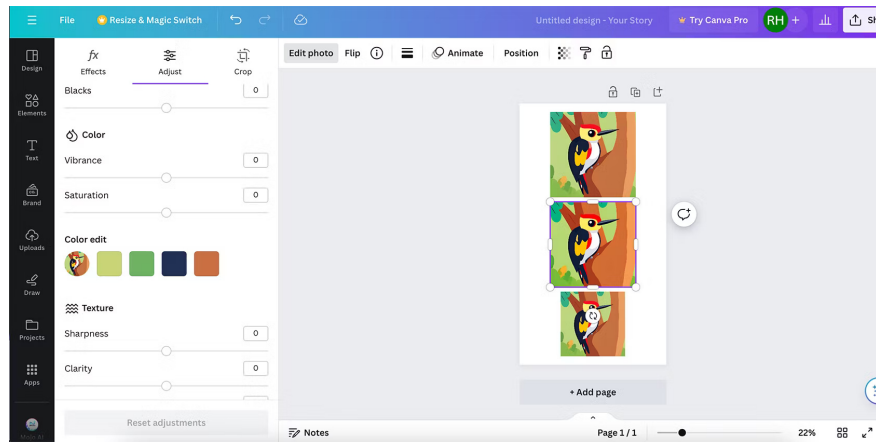 File
Resize & Magic Switch
Untitled design - Your Story
Try Canva Pro
RH
+
Design
Elements
Text
Brand
Uploads
Draw
Projects
Apps
fx
Effects
Adjust
Crop
Blacks 0
Color
Vibrance 0
Saturation 0
Color edit
Texture
Sharpness 0
Clarity 0
Reset adjustments
Edit photo Flip Animate Position
+ Add page
Notes
Page 1 / 1
22%